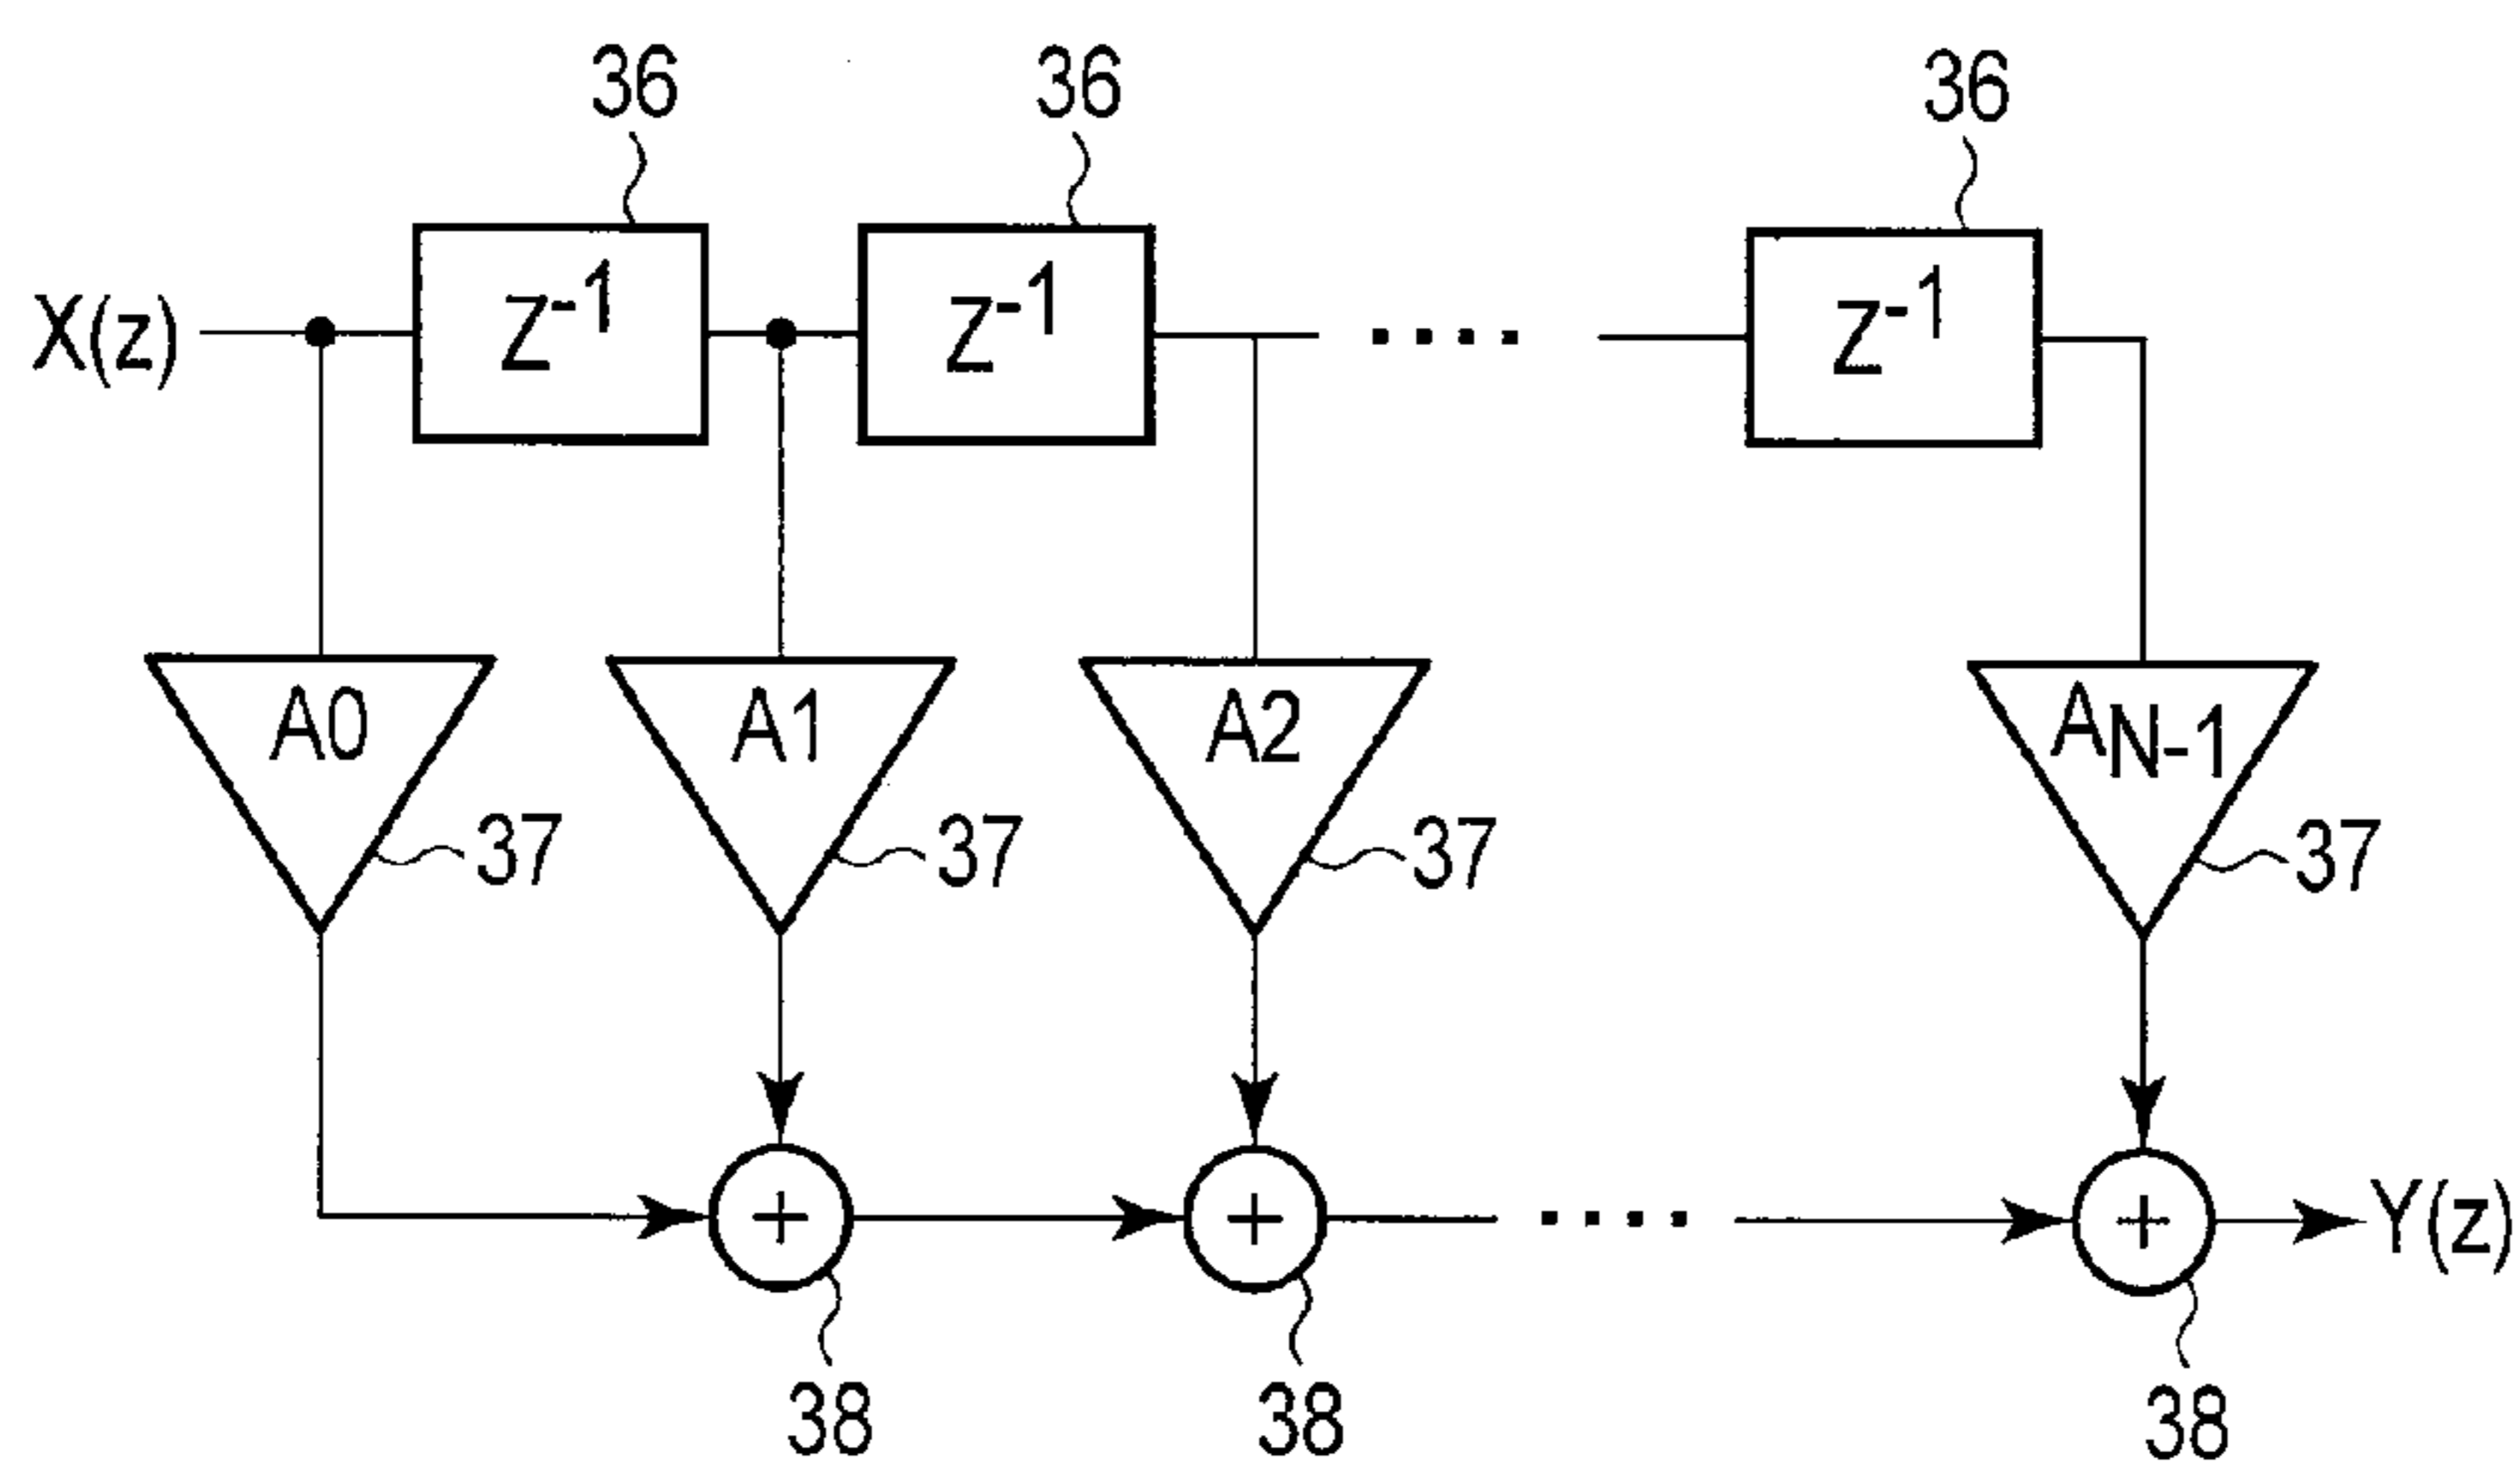 36 36 36
X(z) Z-1 Z-1 .... Z-1
A0 A1 A2 AN-1
37 37 37 37
+ + .... + Y(z)
38 38 38